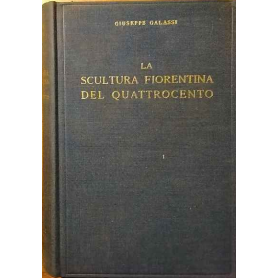 GIUSEPPE GALASSI
LA
SCULTURA FIORENTINA
DEL QUATTROCENTO
I